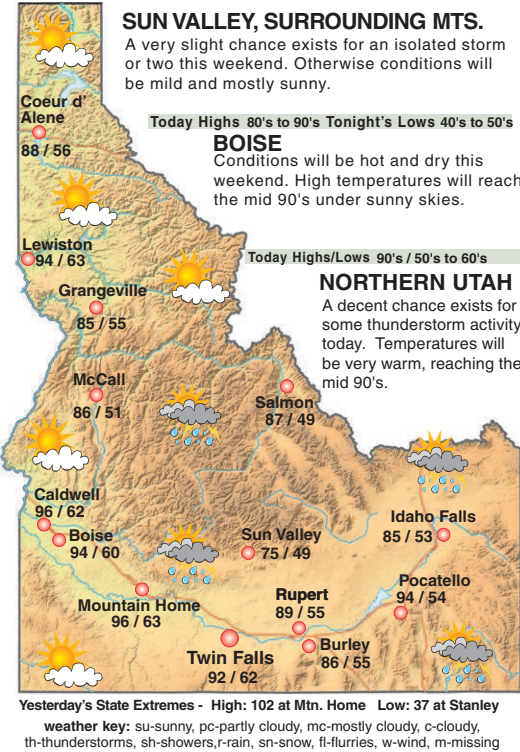 SUN VALLEY, SURROUNDING MTS.
A very slight chance exists for an isolated storm
or two this weekend. Otherwise conditions will
be mild and mostly sunny.
Today Highs 80's to 90's Tonight's Lows 40's to 50's
BOISE
Conditions will be hot and dry this
weekend. High temperatures will reach
the mid 90's under sunny skies.
Today Highs/Lows 90's / 50's to 60's
NORTHERN UTAH
A decent chance exists for
some thunderstorm activity
today. Temperatures will
be very warm, reaching the
mid 90's.
Coeur d'
Alene
88 / 56
Lewiston
94 / 63
Grangeville
85 / 55
McCall
86 / 51
Salmon
87 / 49
Caldwell
96 / 62
Boise
94 / 60
Sun Valley
75 / 49
Idaho Falls
85 / 53
Mountain Home
96 / 63
Rupert
89 / 55
Pocatello
94 / 54
Twin Falls
92 / 62
Burley
86 / 55
Yesterday's State Extremes - High: 102 at Mtn. Home Low: 37 at Stanley
weather key: su-sunny, pc-partly cloudy, mc-mostly cloudy, c-cloudy,
th-thunderstorms, sh-showers,r-rain, sn-snow, fl-flurries, w-wind, m-missing